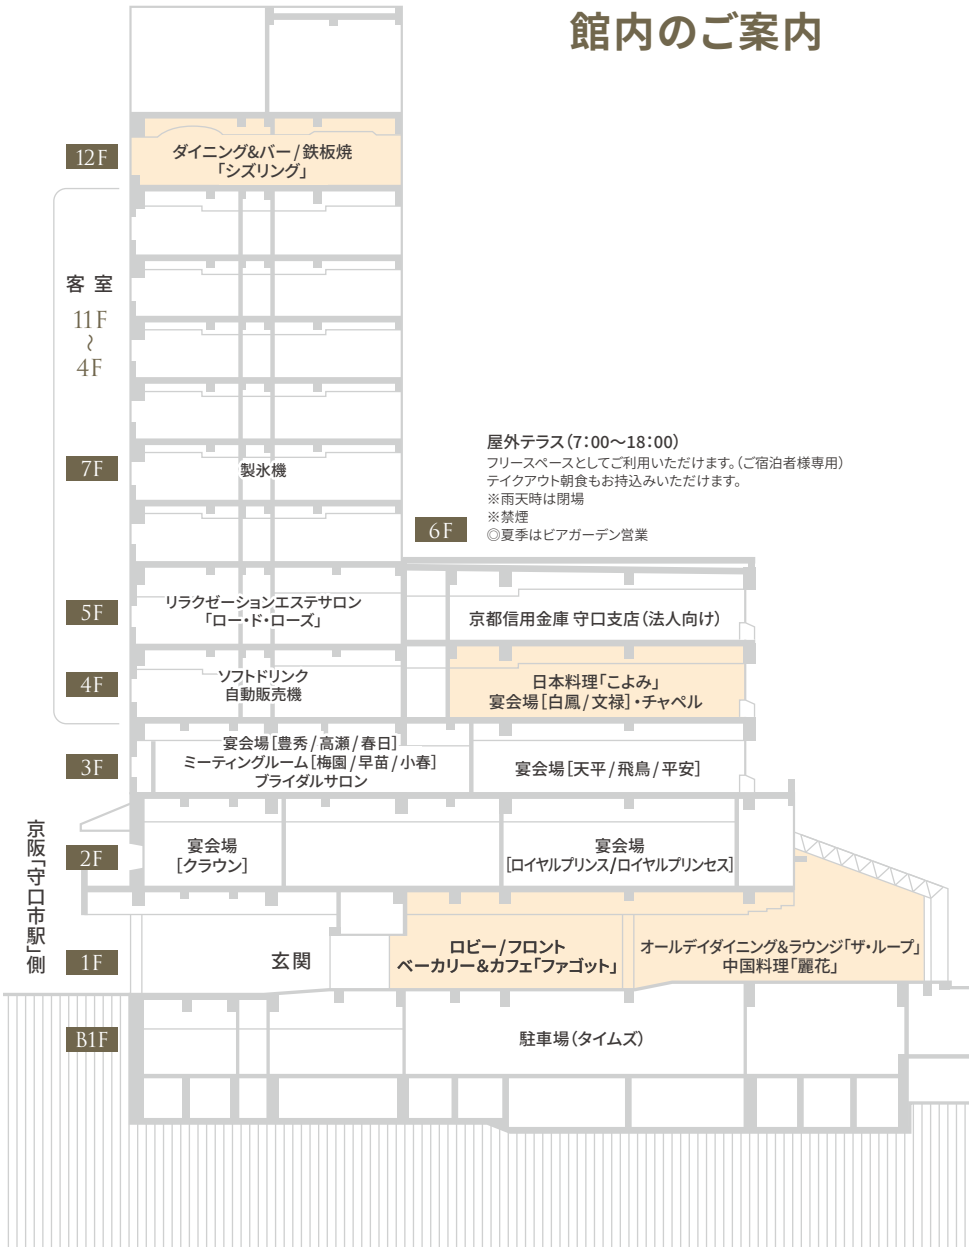 館内のご案内
12F
ダイニング&バー/鉄板焼
「シズリング」
客室
11F
〜
4F
7F
製氷機
6F
屋外テラス(7:00〜18:00)
フリースペースとしてご利用いただけます。(ご宿泊者様専用)
テイクアウト朝食もお持込みいただけます。
※雨天時は閉場
※禁煙
◎夏季はビアガーデン営業
5F
リラクゼーションエステサロン
「ロー・ド・ローズ」
京都信用金庫 守口支店(法人向け)
4F
ソフトドリンク
自動販売機
日本料理「こよみ」
宴会場[白鳳/文禄]・チャペル
3F
宴会場[豊秀/高瀬/春日]
ミーティングルーム[梅園/早苗/小春]
ブライダルサロン
宴会場[天平/飛鳥/平安]
京阪「守口市駅」側
2F
宴会場
[クラウン]
宴会場
[ロイヤルプリンス/ロイヤルプリンセス]
1F
玄関
ロビー/フロント
ベーカリー&カフェ「ファゴット」
オールデイダイニング&ラウンジ「ザ・ループ」
中国料理「麗花」
B1F
駐車場(タイムズ)